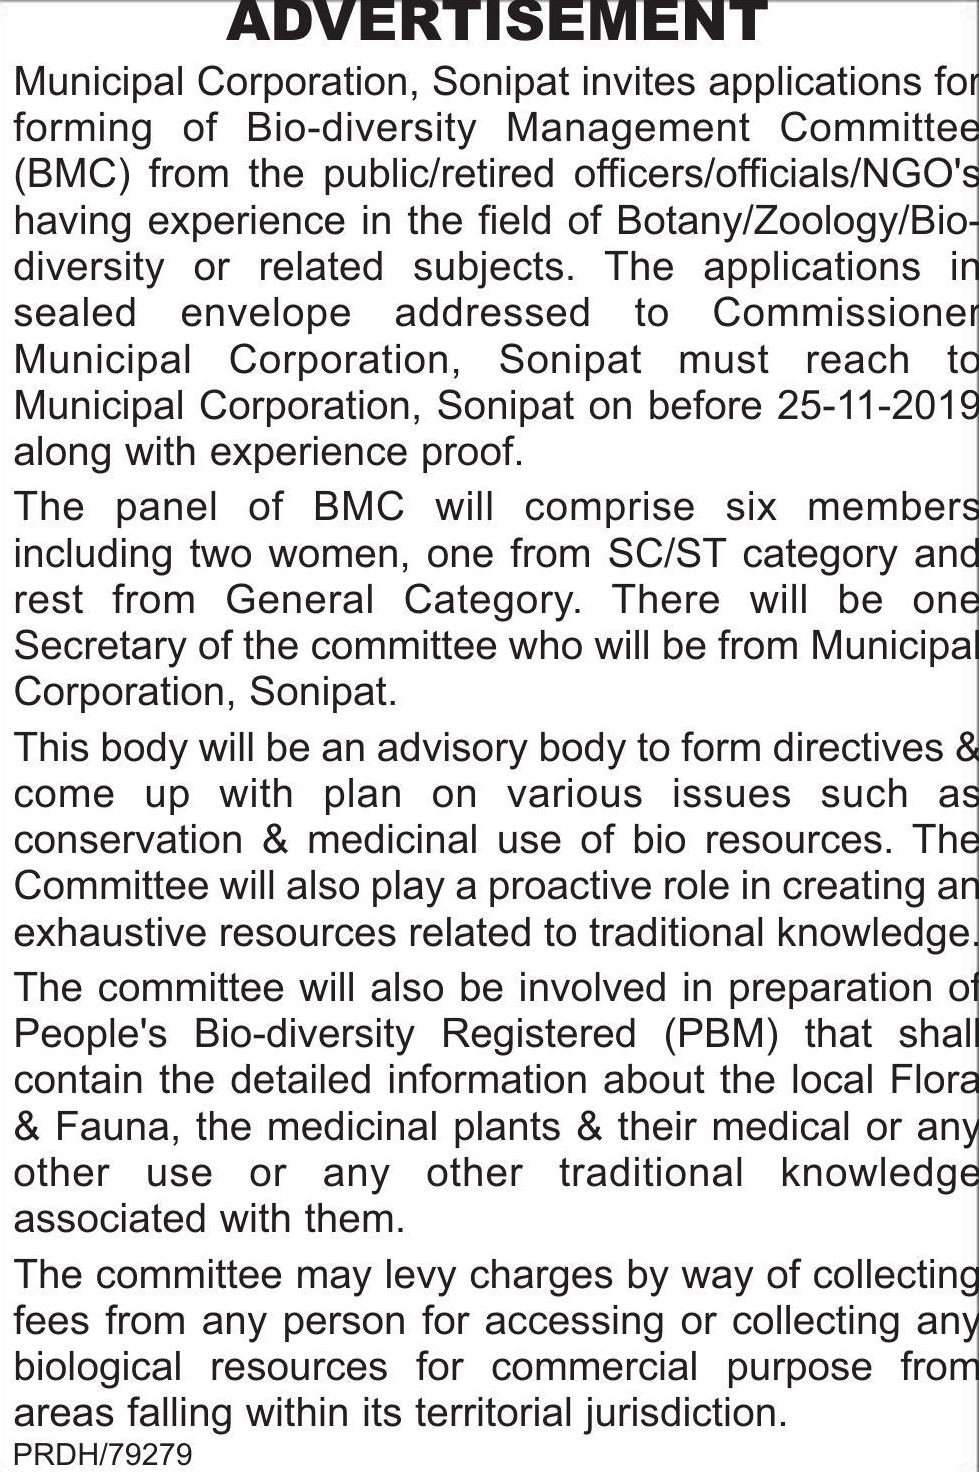 ADVERTISEMENT
Municipal Corporation, Sonipat invites applications for
forming of Bio-diversity Management Committee
(BMC) from the public/retired officers/officials/NGO's
having experience in the field of Botany/Zoology/Bio-
diversity or related subjects. The applications in
sealed envelope addressed to Commissioner
Municipal Corporation, Sonipat must reach to
Municipal Corporation, Sonipat on before 25-11-2019
along with experience proof.
The panel of BMC will comprise six members
including two women, one from SC/ST category and
rest from General Category. There will be one
Secretary of the committee who will be from Municipal
Corporation, Sonipat.
This body will be an advisory body to form directives &
come up with plan on various issues such as
conservation & medicinal use of bio resources. The
Committee will also play a proactive role in creating an
exhaustive resources related to traditional knowledge.
The committee will also be involved in preparation of
People's Bio-diversity Registered (PBM) that shall
contain the detailed information about the local Flora
& Fauna, the medicinal plants & their medical or any
other use or any other traditional knowledge
associated with them.
The committee may levy charges by way of collecting
fees from any person for accessing or collecting any
biological resources for commercial purpose from
areas falling within its territorial jurisdiction.
PRDH/79279